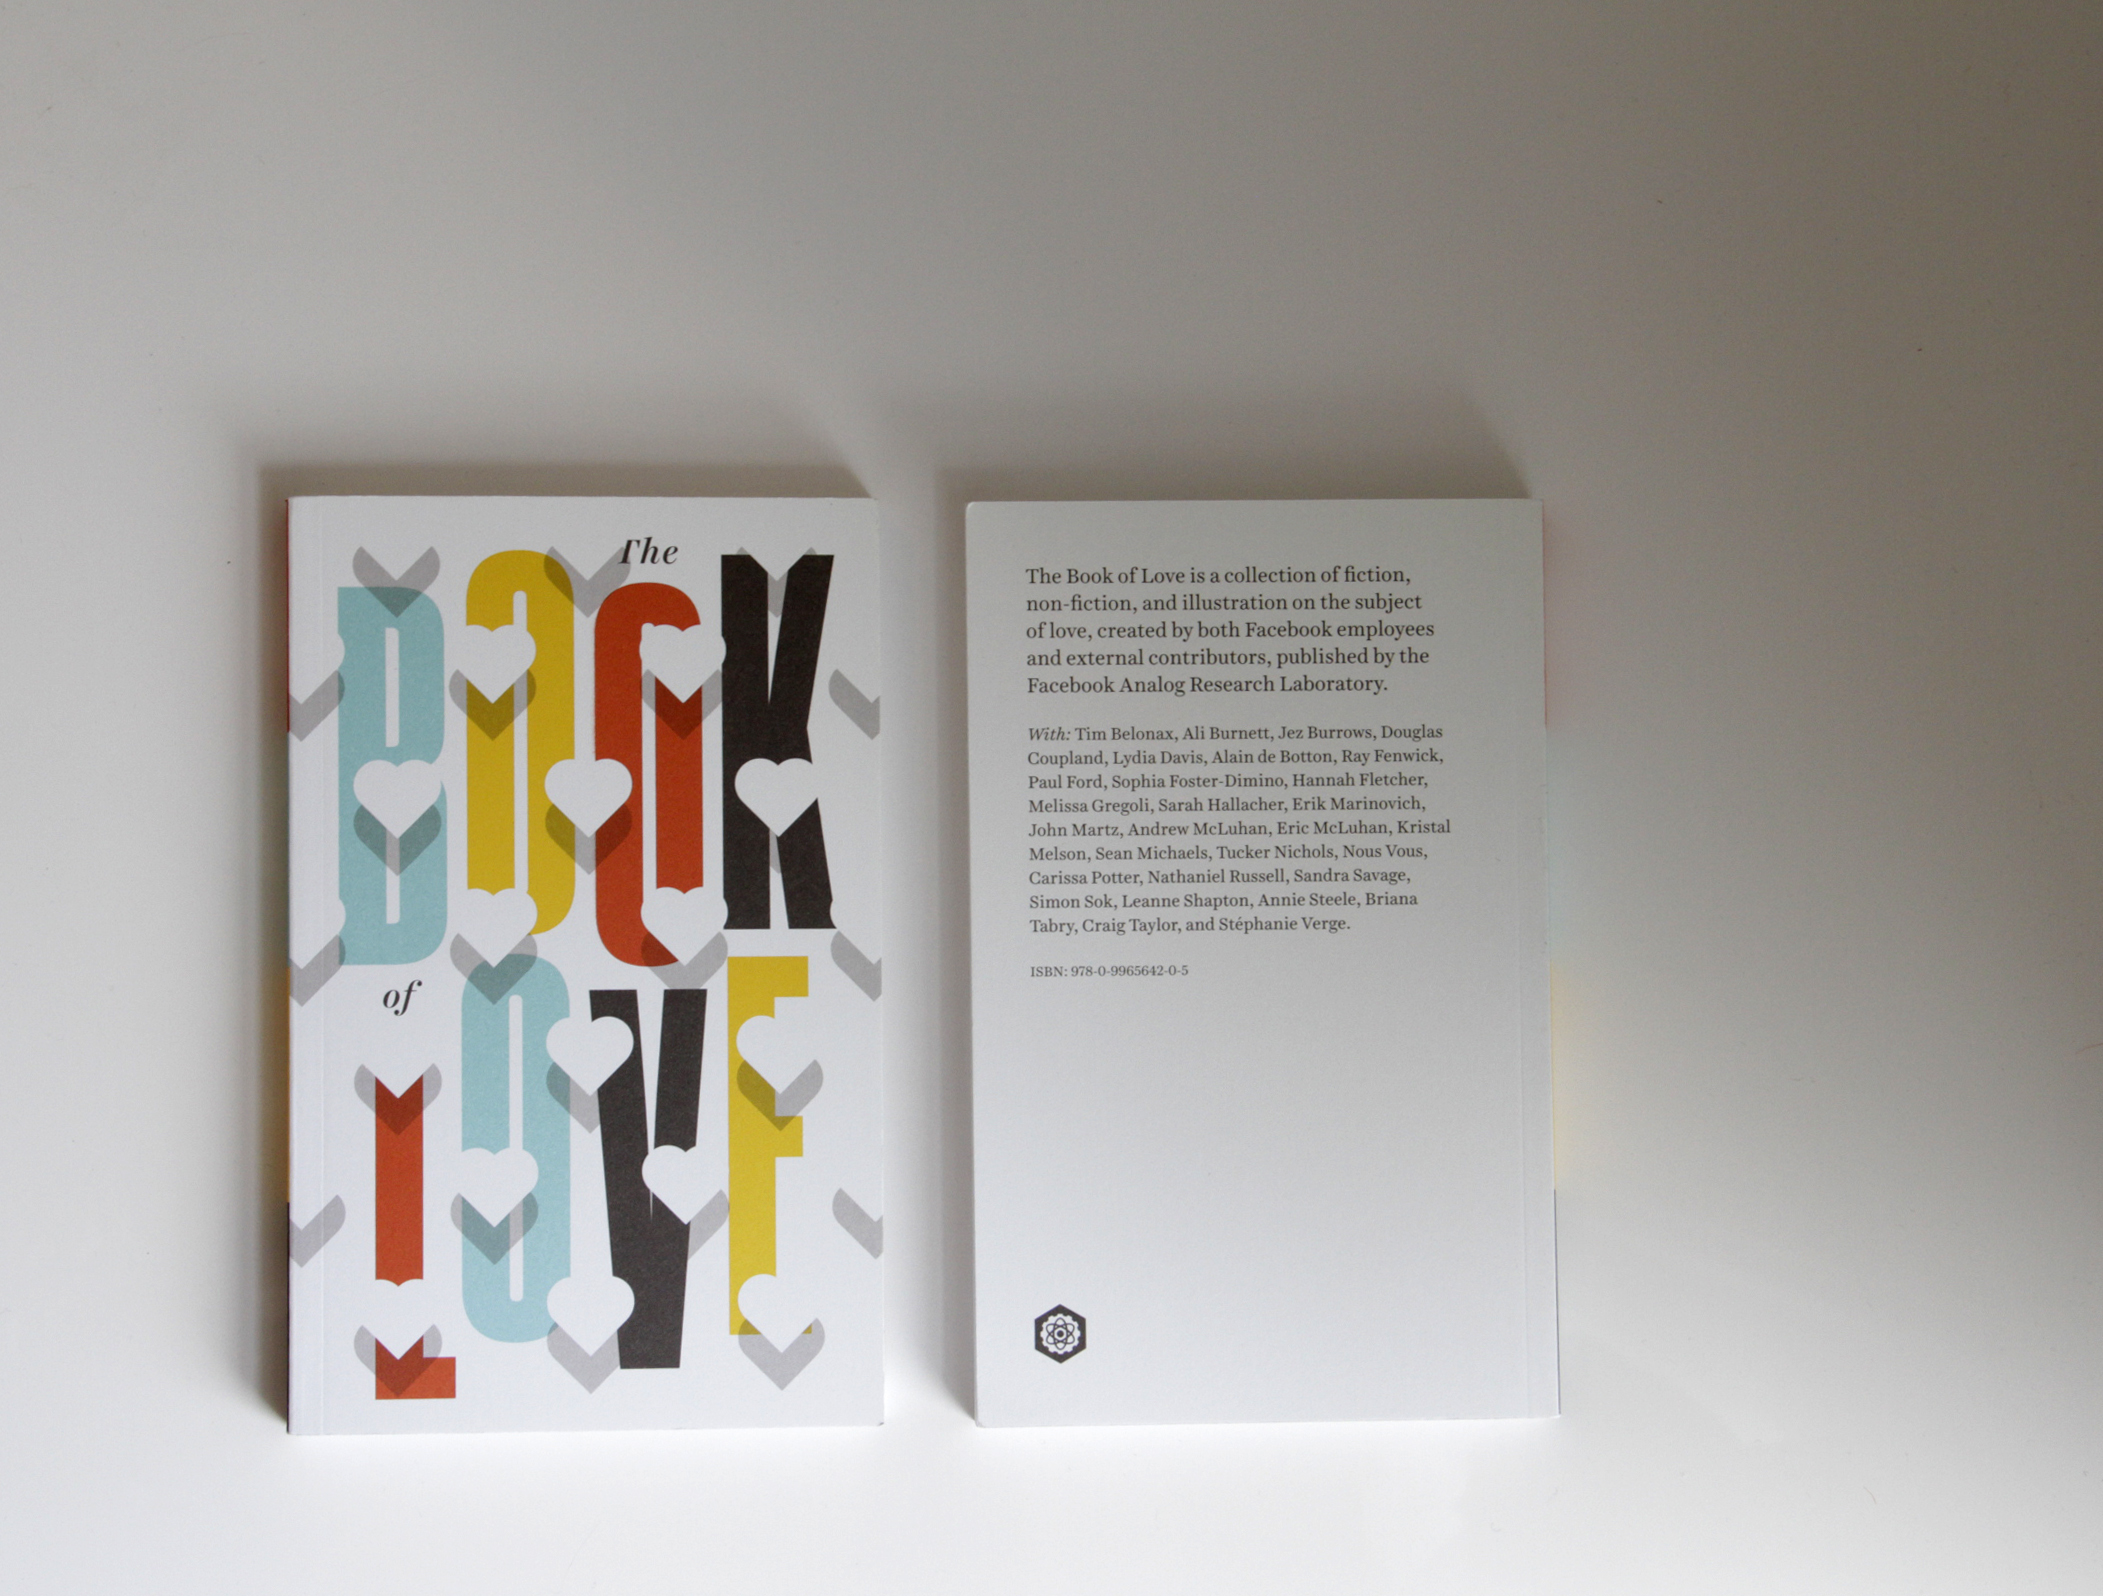 The
BOOK
of
LOVE
The Book of Love is a collection of fiction,
non-fiction, and illustration on the subject
of love, created by both Facebook employees
and external contributors, published by the
Facebook Analog Research Laboratory.
With: Tim Belonax, Ali Burnett, Jez Burrows, Douglas
Coupland, Lydia Davis, Alain de Botton, Ray Fenwick,
Paul Ford, Sophia Foster-Dimino, Hannah Fletcher,
Melissa Gregoli, Sarah Hallacher, Erik Marinovich,
John Martz, Andrew McLuhan, Eric McLuhan, Kristal
Melson, Sean Michaels, Tucker Nichols, Nous Vous,
Carissa Potter, Nathaniel Russell, Sandra Savage,
Simon Sok, Leanne Shapton, Annie Steele, Briana
Tabry, Craig Taylor, and Stéphanie Verge.
ISBN: 978-0-9965642-0-5